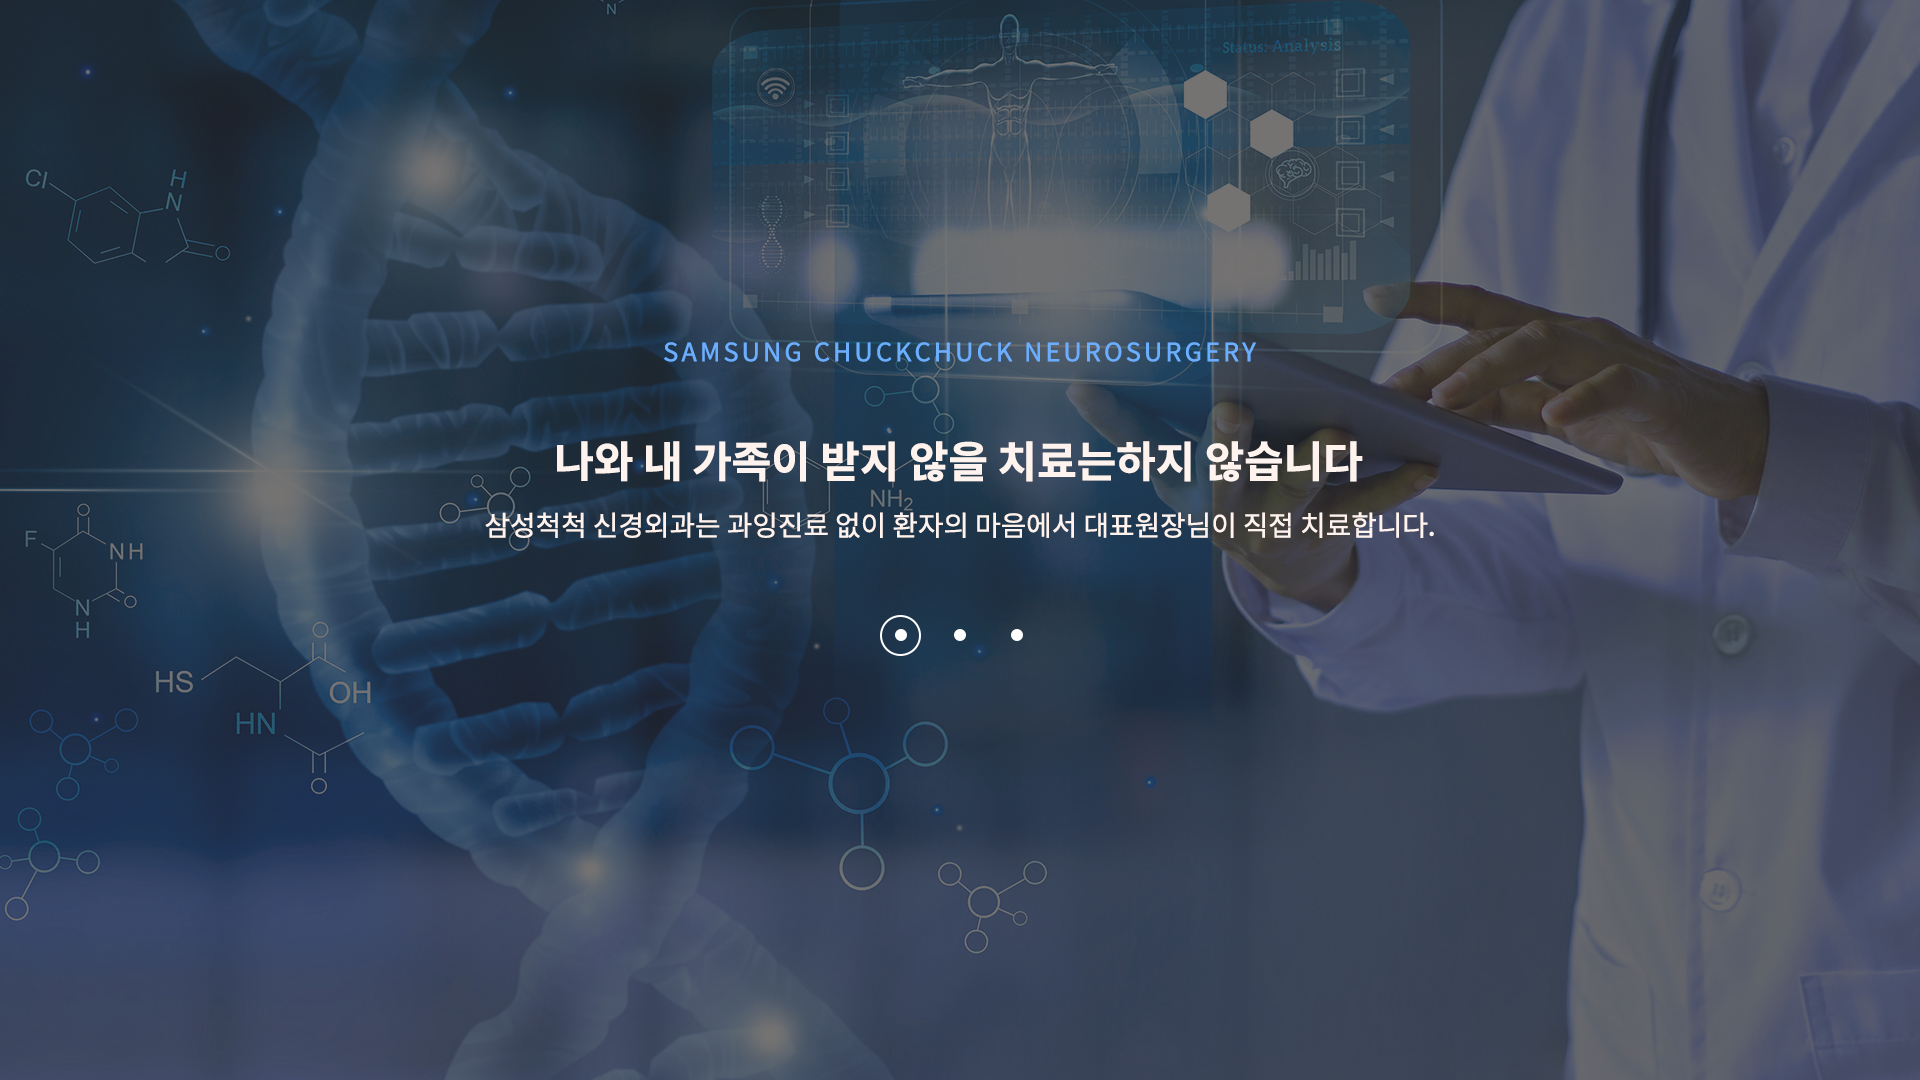 N
Status: Analysis
Cl
H
N
SAMSUNG CHUCKCHUCK NEUROSURGERY
나와 내 가족이 받지 않을 치료는하지 않습니다
NH₂
삼성척척 신경외과는 과잉진료 없이 환자의 마음에서 대표원장님이 직접 치료합니다.
F
NH
N
H
HS
OH
HN